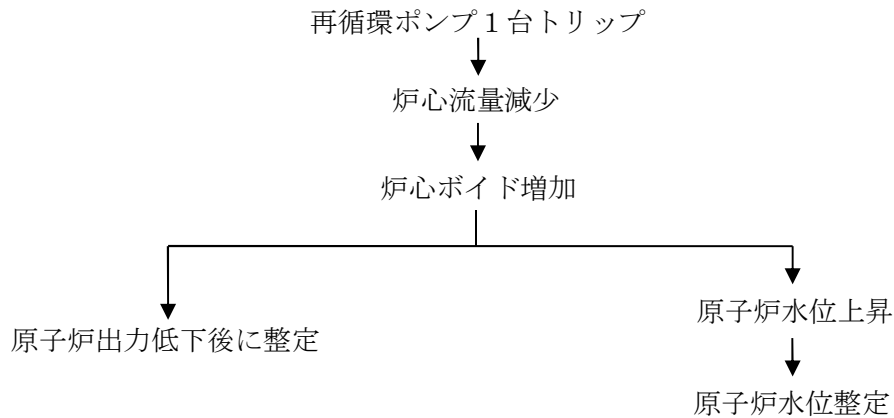 再循環ポンプ１台トリップ
炉心流量減少
炉心ボイド増加
原子炉出力低下後に整定
原子炉水位上昇
原子炉水位整定